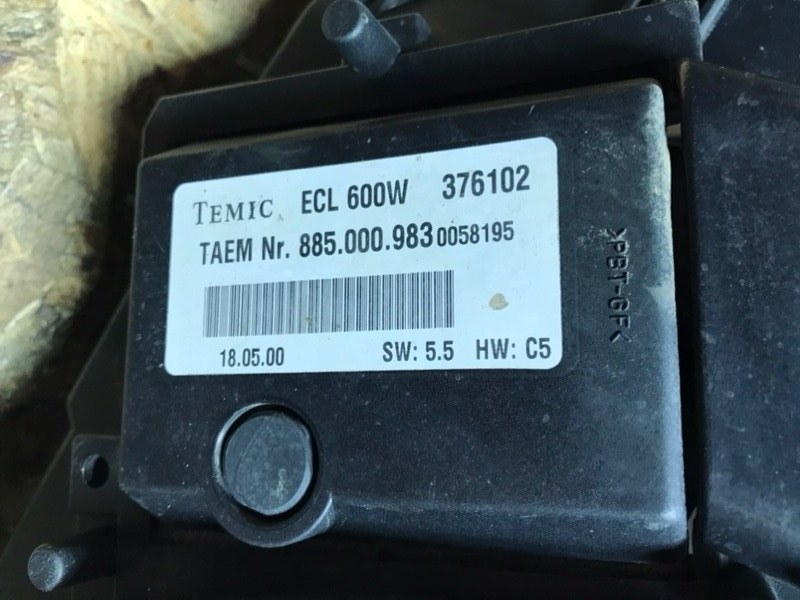 TEMIC ECL 600W 376102
TAEM Nr. 885.000.983 0058195
18.05.00 SW: 5.5 HW: C5
>PBT-GF<